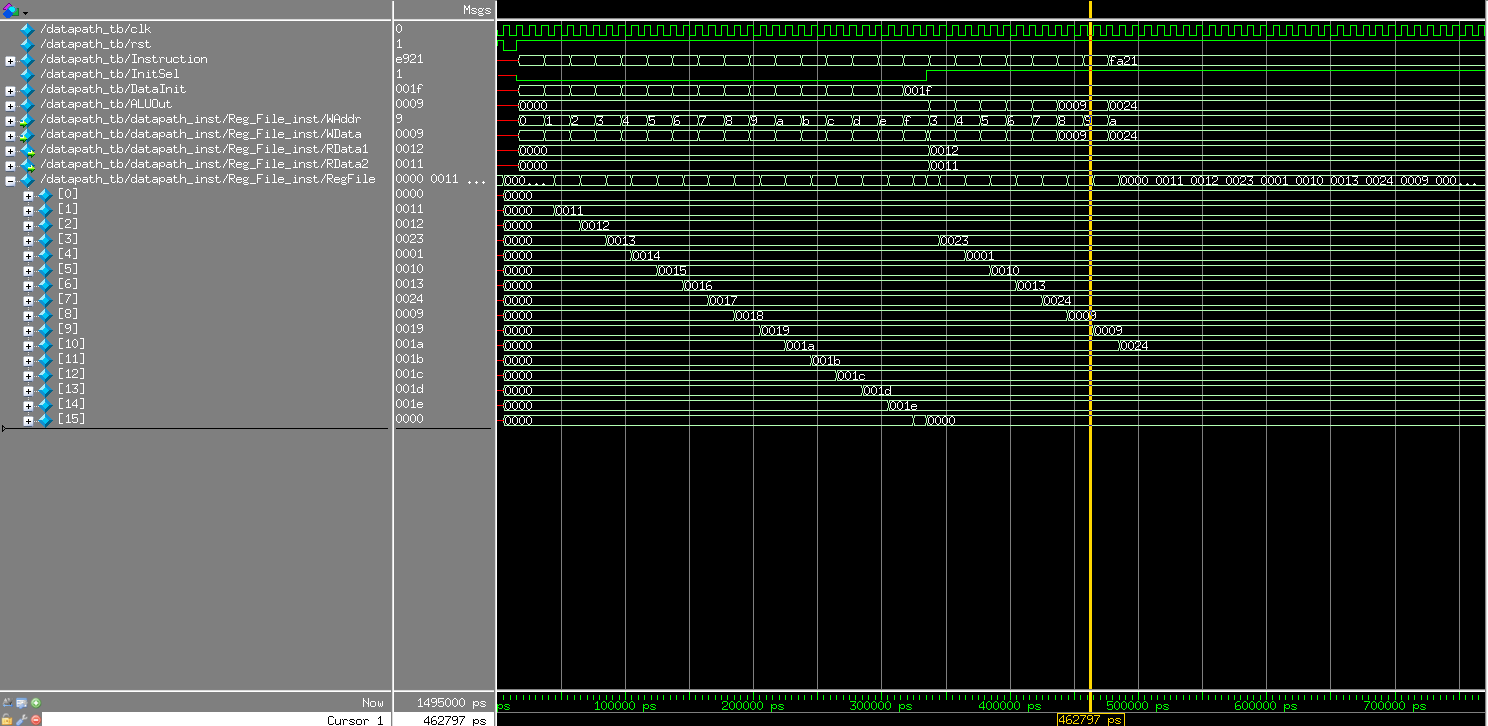 Msgs
/datapath_tb/clk 0
/datapath_tb/rst 1
/datapath_tb/Instruction e921 fa21
/datapath_tb/InitSel 1
/datapath_tb/DataInit 001f 001f
/datapath_tb/ALUOut 0009 0000 0009 0024
/datapath_tb/datapath_inst/Reg_File_inst/WAddr 9 0 1 2 3 4 5 6 7 8 9 a b c d e f 3 4 5 6 7 8 9 a
/datapath_tb/datapath_inst/Reg_File_inst/WData 0009 0009 0024
/datapath_tb/datapath_inst/Reg_File_inst/RData1 0012 0000 0012
/datapath_tb/datapath_inst/Reg_File_inst/RData2 0011 0000 0011
/datapath_tb/datapath_inst/Reg_File_inst/RegFile 0000 0011 ... 000... 0000 0011 0012 0023 0001 0010 0013 0024 0009 000...
[0] 0000 0000
[1] 0011 0000 0011
[2] 0012 0000 0012
[3] 0023 0000 0013 0023
[4] 0001 0000 0014 0001
[5] 0010 0000 0015 0010
[6] 0013 0000 0016 0013
[7] 0024 0000 0017 0024
[8] 0009 0000 0018 0009
[9] 0019 0000 0019 0009
[10] 001a 0000 001a 0024
[11] 001b 0000 001b
[12] 001c 0000 001c
[13] 001d 0000 001d
[14] 001e 0000 001e
[15] 0000 0000 0000
Now 1495000 ps ps 100000 ps 200000 ps 300000 ps 400000 ps 500000 ps 600000 ps 700000 ps
Cursor 1 462797 ps 462797 ps